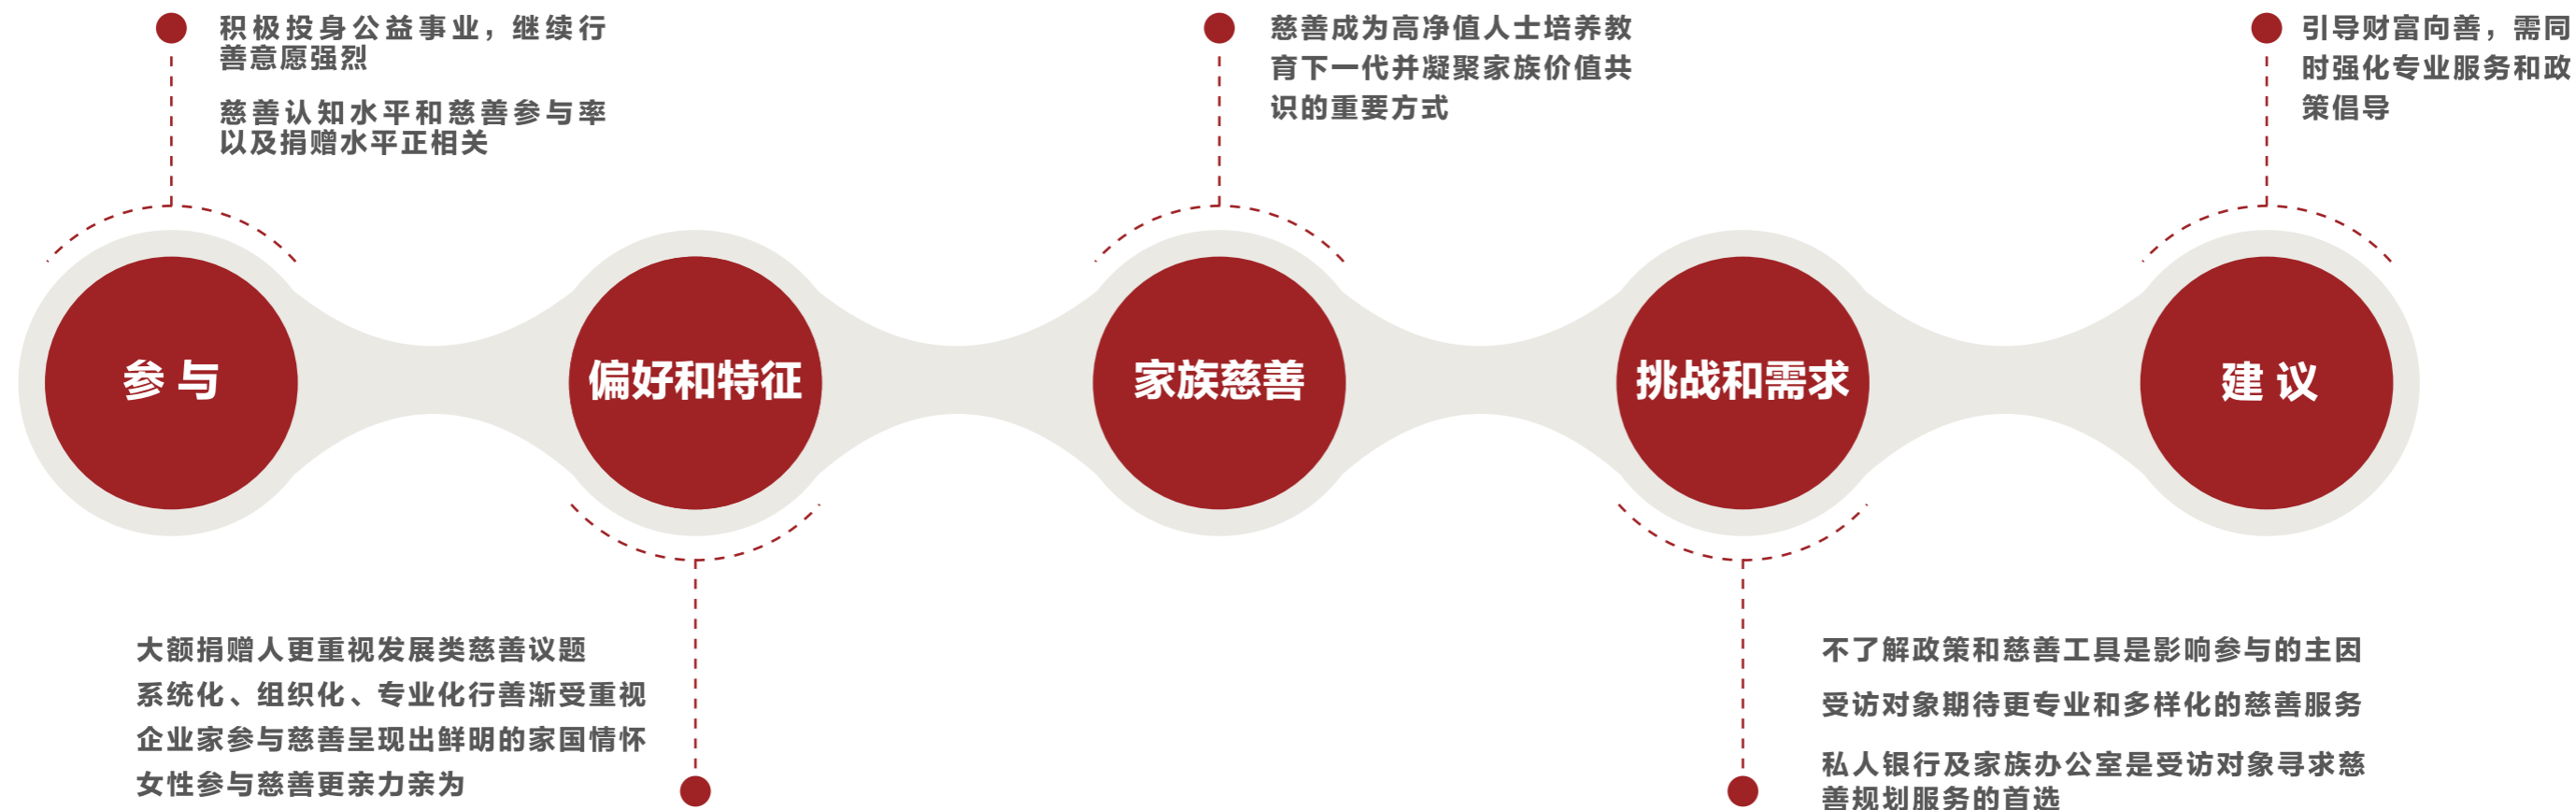 积极投身公益事业，继续行
善意愿强烈
慈善认知水平和慈善参与率
以及捐赠水平正相关
慈善成为高净值人士培养教
育下一代并凝聚家族价值共
识的重要方式
引导财富向善，需同
时强化专业服务和政
策倡导
参 与
偏好和特征
家族慈善
挑战和需求
建 议
大额捐赠人更重视发展类慈善议题
系统化、组织化、专业化行善渐受重视
企业家参与慈善呈现出鲜明的家国情怀
女性参与慈善更亲力亲为
不了解政策和慈善工具是影响参与的主因
受访对象期待更专业和多样化的慈善服务
私人银行及家族办公室是受访对象寻求慈
善规划服务的首选